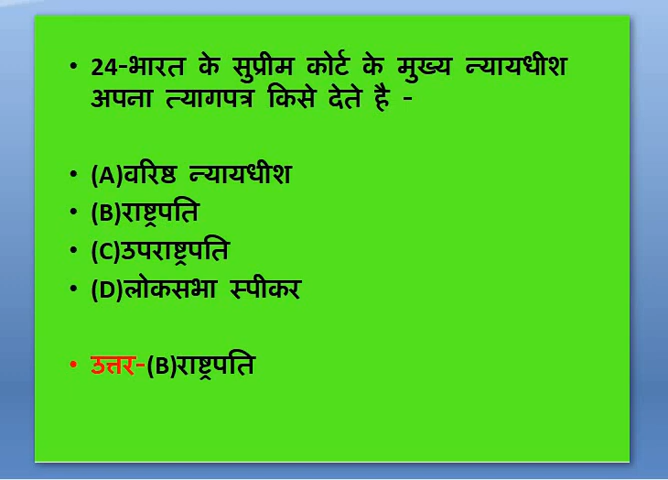 • 24-भारत के सुप्रीम कोर्ट के मुख्य न्यायधीश
अपना त्यागपत्र किसे देते है -
• (A)वरिष्ठ न्यायधीश
• (B)राष्ट्रपति
• (C)उपराष्ट्रपति
• (D)लोकसभा स्पीकर
• उत्तर-(B)राष्ट्रपति